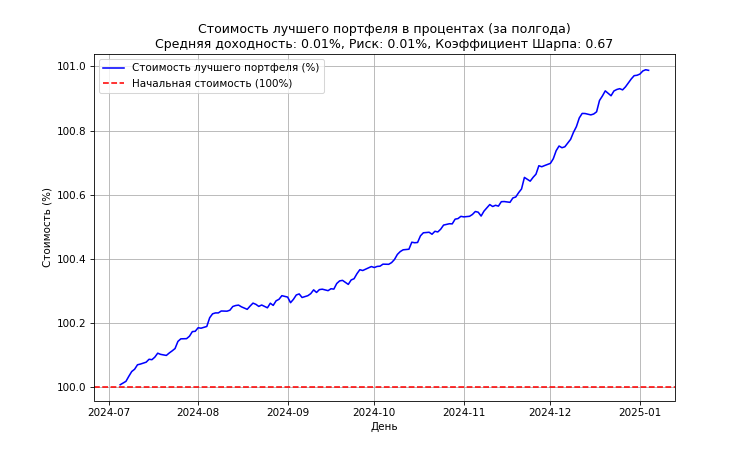 Стоимость лучшего портфеля в процентах (за полгода)
Средняя доходность: 0.01%, Риск: 0.01%, Коэффициент Шарпа: 0.67
Стоимость лучшего портфеля (%)
Начальная стоимость (100%)
Стоимость (%)
101.0
100.8
100.6
100.4
100.2
100.0
2024-07
2024-08
2024-09
2024-10
2024-11
2024-12
2025-01
День